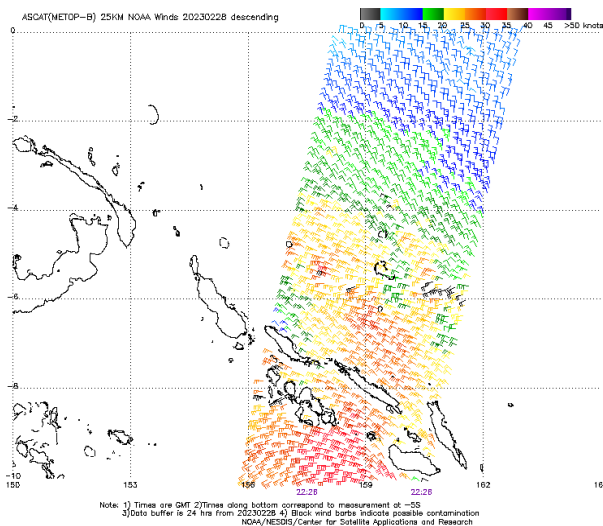 ASCAT(METOP-B) 25KM NOAA Winds 20230228 descending
0 5 10 15 20 25 30 35 40 45 >50 knots
0
-2
-4
-6
-8
-10
150 153 156 159 162 16
22:28 22:28
Note: 1) Times are GMT 2)Times along bottom correspond to measurement at -5S
3)Data buffer is 24 hrs from 20230228 4) Black wind barbs indicate possible contamination
NOAA/NESDIS/Center for Satellite Applications and Research